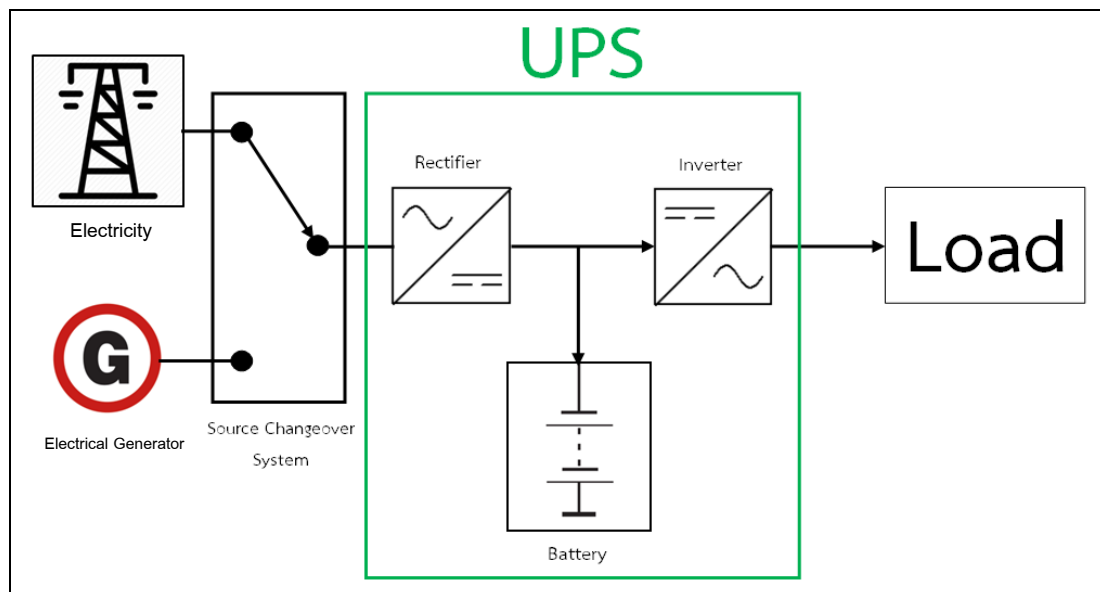 UPS
Rectifier
Inverter
Electricity
Load
G
Electrical Generator
Source Changeover
System
Battery